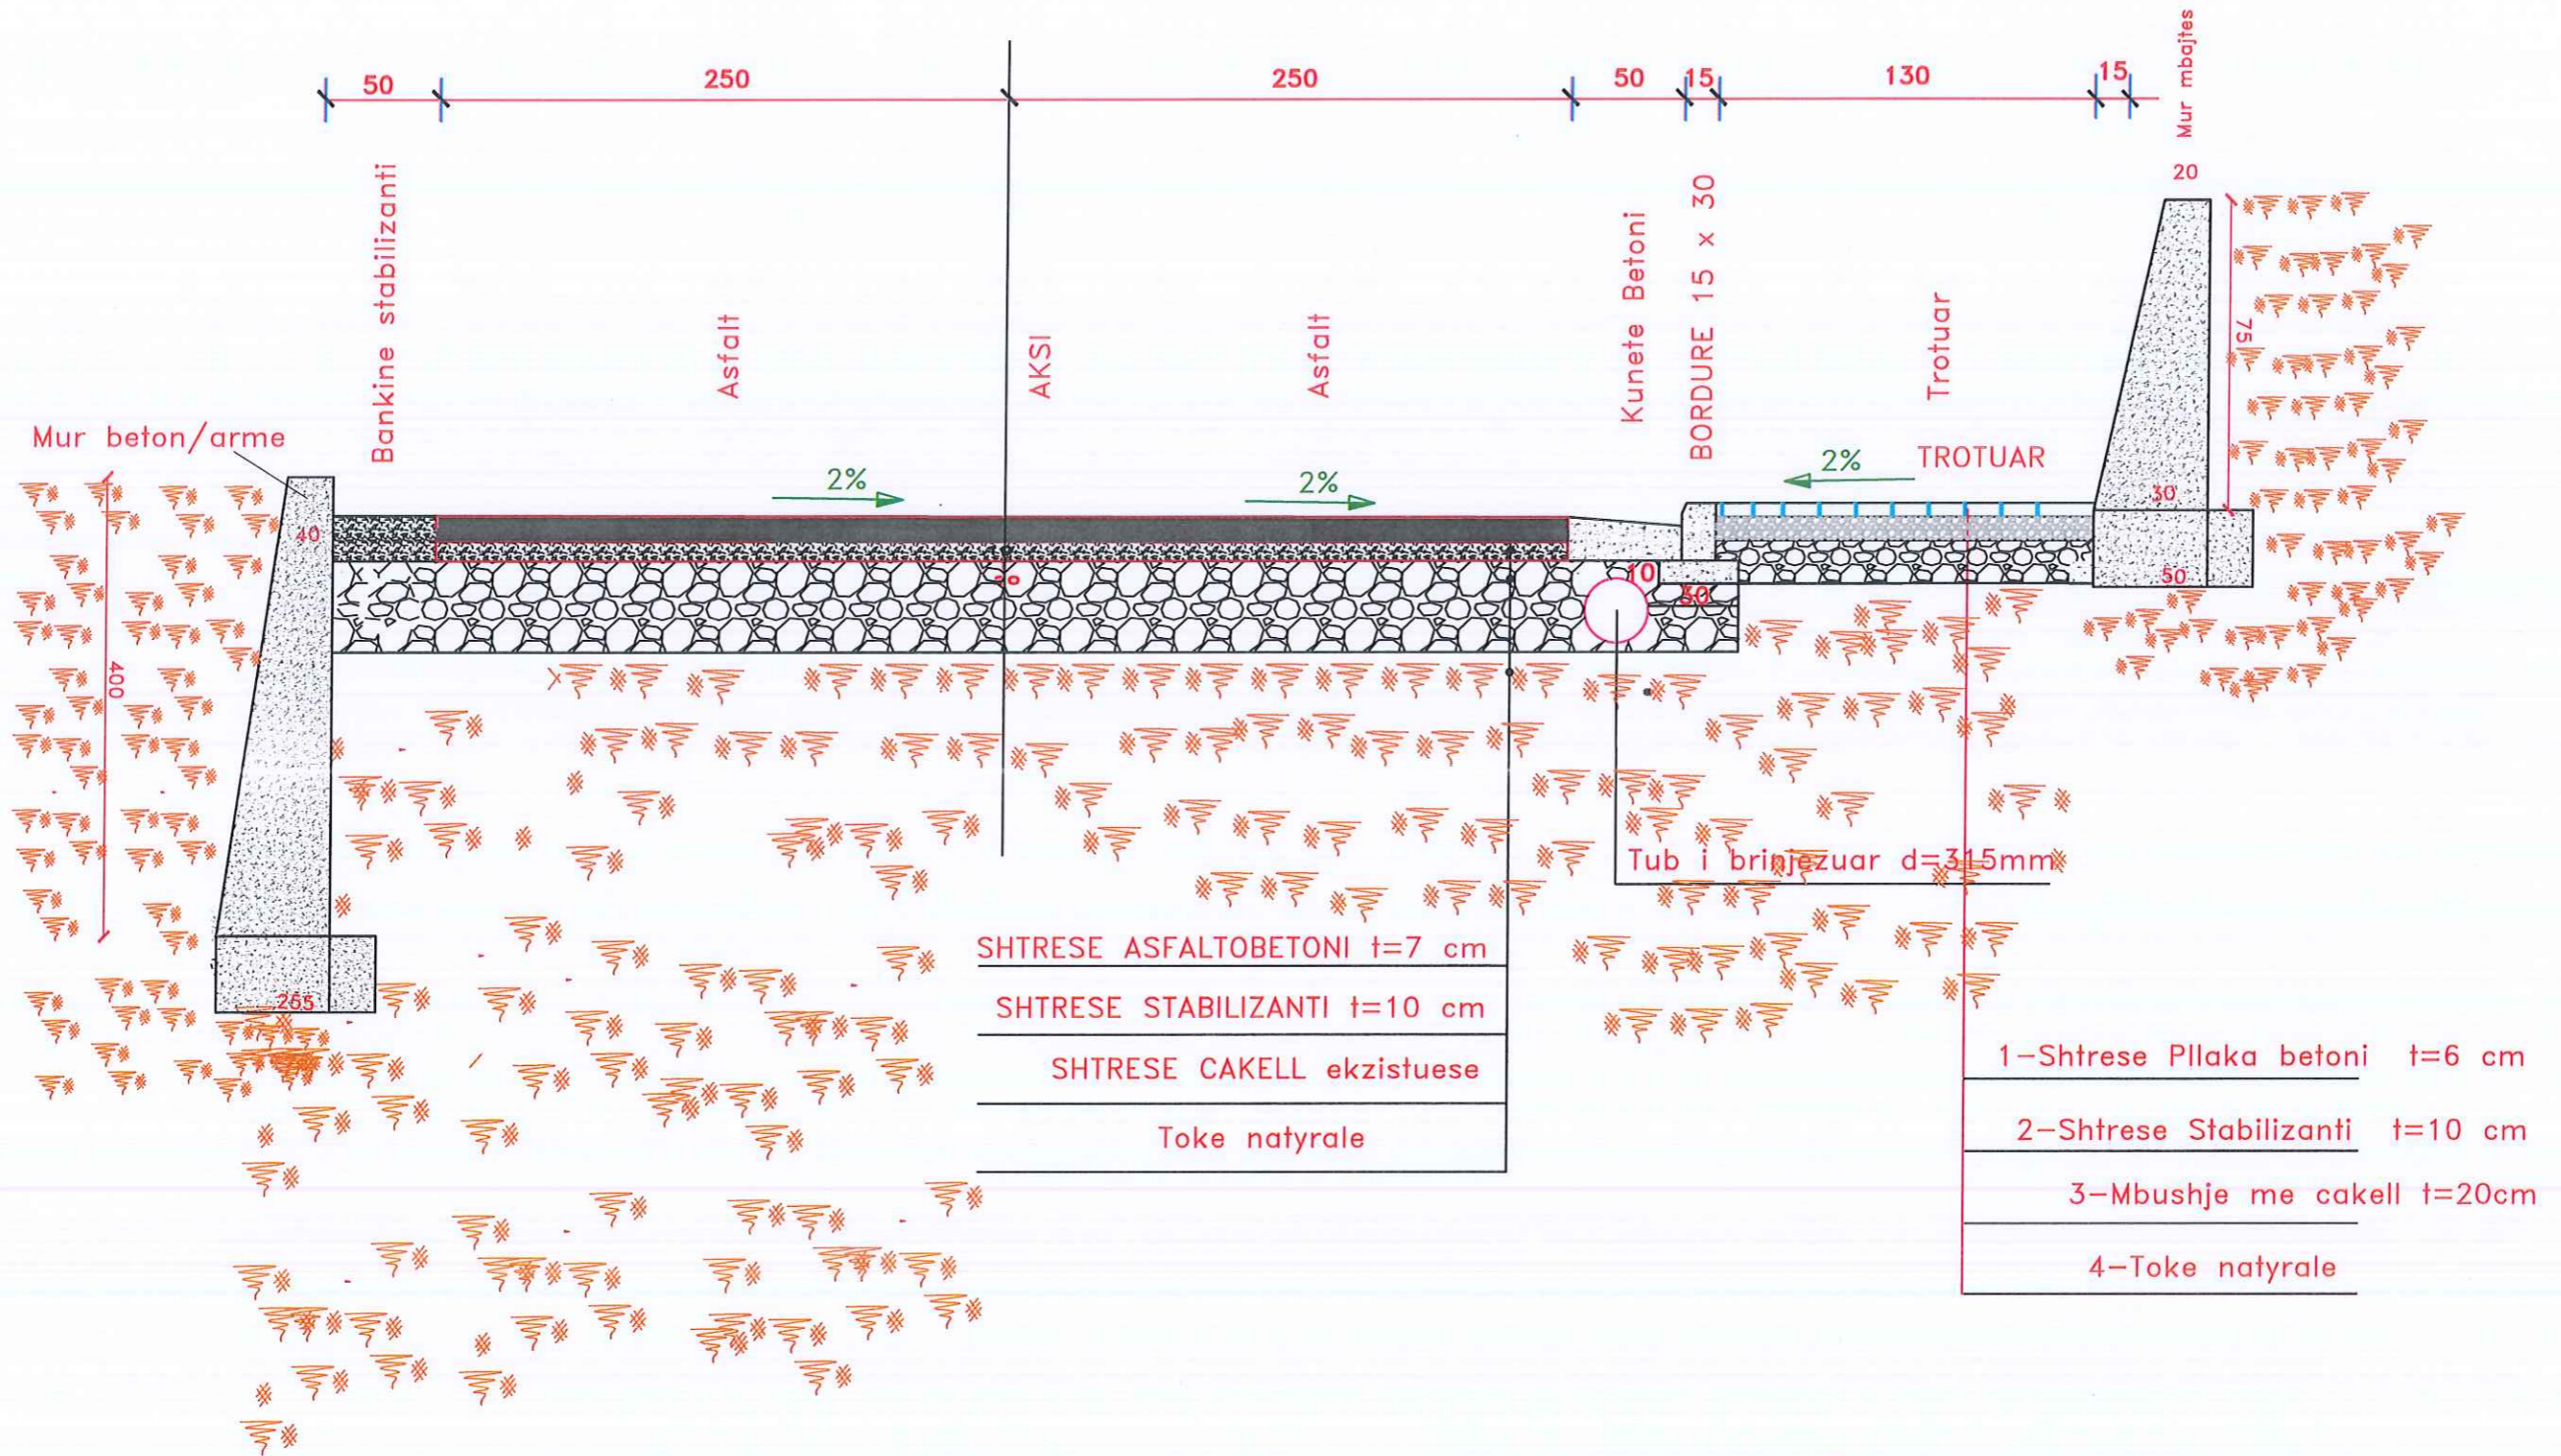 50
250
250
50
15
130
15
Mur mbajtes
20
Bankine stabilizanti
Asfalt
AKSI
Asfalt
Kunete Betoni
BORDURE 15 x 30
Trotuar
75
Mur beton/arme
2%
2%
2%
TROTUAR
40
30
10
30
50
400
Tub i brinjezuar d=315mm
SHTRESE ASFALTOBETONI t=7 cm
SHTRESE STABILIZANTI t=10 cm
SHTRESE CAKELL ekzistuese
Toke natyrale
1-Shtrese Pllaka betoni t=6 cm
2-Shtrese Stabilizanti t=10 cm
3-Mbushje me cakell t=20cm
4-Toke natyrale